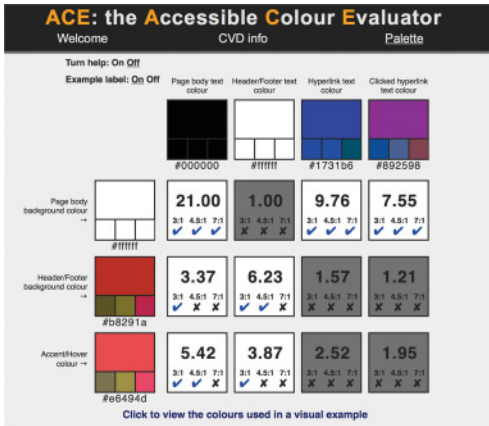 ACE: the Accessible Colour Evaluator
Welcome CVD info Palette
Turn help: On Off
Example label: On Off
Page body text colour Header/Footer text colour Hyperlink text colour Clicked hyperlink text colour
#000000 #ffffff #1731b6 #892598
Page body background colour → 21.00 1.00 9.76 7.55
3:1 4.5:1 7:1 3:1 4.5:1 7:1 3:1 4.5:1 7:1 3:1 4.5:1 7:1
✓ ✓ ✓ ✗ ✗ ✗ ✓ ✓ ✓ ✓ ✓ ✓
#ffffff
Header/Footer background colour → 3.37 6.23 1.57 1.21
3:1 4.5:1 7:1 3:1 4.5:1 7:1 3:1 4.5:1 7:1 3:1 4.5:1 7:1
✓ ✗ ✗ ✓ ✓ ✗ ✗ ✗ ✗ ✗ ✗ ✗
#b8291a
Accent/Hover colour → 5.42 3.87 2.52 1.95
3:1 4.5:1 7:1 3:1 4.5:1 7:1 3:1 4.5:1 7:1 3:1 4.5:1 7:1
✓ ✓ ✗ ✓ ✗ ✗ ✗ ✗ ✗ ✗ ✗ ✗
#e6494d
Click to view the colours used in a visual example